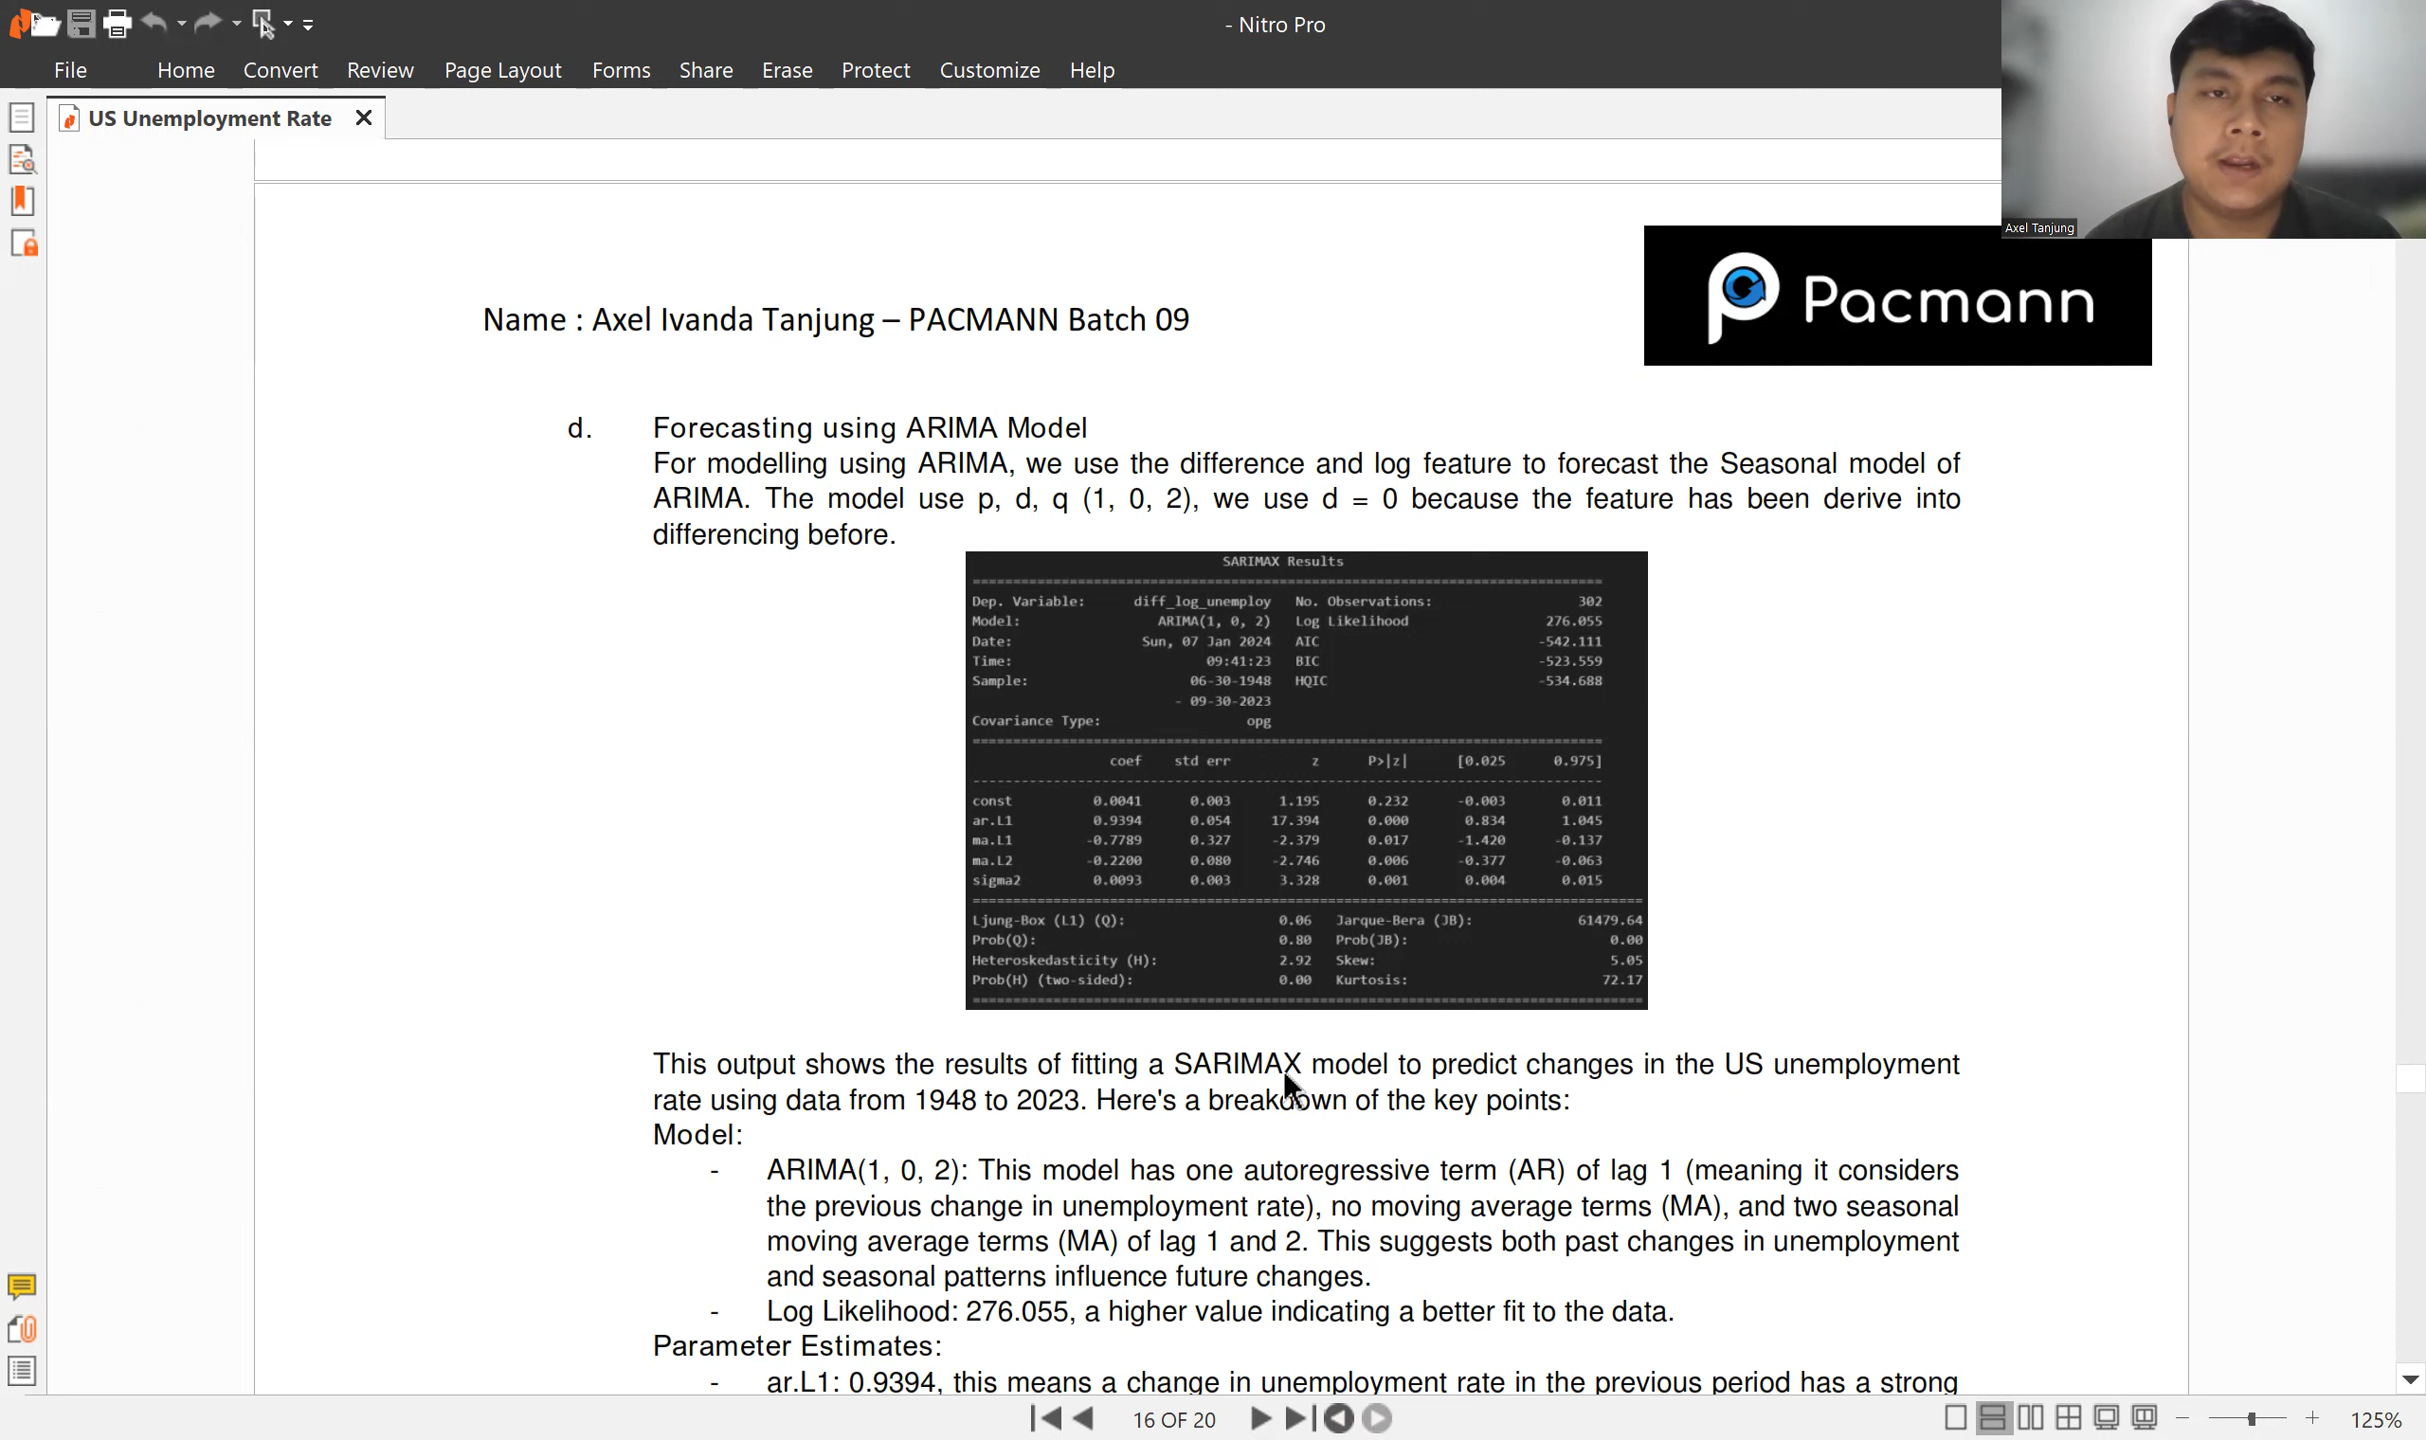 - Nitro Pro
File Home Convert Review Page Layout Forms Share Erase Protect Customize Help
US Unemployment Rate
Axel Tanjung
Pacmann
Name : Axel Ivanda Tanjung – PACMANN Batch 09
d. Forecasting using ARIMA Model
For modelling using ARIMA, we use the difference and log feature to forecast the Seasonal model of
ARIMA. The model use p, d, q (1, 0, 2), we use d = 0 because the feature has been derive into
differencing before.
SARIMAX Results
Dep. Variable: diff_log_unemploy No. Observations: 302
Model: ARIMA(1, 0, 2) Log Likelihood 276.055
Date: Sun, 07 Jan 2024 AIC -542.111
Time: 09:41:23 BIC -523.559
Sample: 06-30-1948 HQIC -534.688
- 09-30-2023
Covariance Type: opg
coef std err z P>|z| [0.025 0.975]
const 0.0041 0.003 1.195 0.232 -0.003 0.011
ar.L1 0.9394 0.054 17.394 0.000 0.834 1.045
ma.L1 -0.7789 0.327 -2.379 0.017 -1.420 -0.137
ma.L2 -0.2200 0.080 -2.746 0.006 -0.377 -0.063
sigma2 0.0093 0.003 3.328 0.001 0.004 0.015
Ljung-Box (L1) (Q): 0.06 Jarque-Bera (JB): 61479.64
Prob(Q): 0.80 Prob(JB): 0.00
Heteroskedasticity (H): 2.92 Skew: 5.05
Prob(H) (two-sided): 0.00 Kurtosis: 72.17
This output shows the results of fitting a SARIMAX model to predict changes in the US unemployment
rate using data from 1948 to 2023. Here's a breakdown of the key points:
Model:
- ARIMA(1, 0, 2): This model has one autoregressive term (AR) of lag 1 (meaning it considers
the previous change in unemployment rate), no moving average terms (MA), and two seasonal
moving average terms (MA) of lag 1 and 2. This suggests both past changes in unemployment
and seasonal patterns influence future changes.
- Log Likelihood: 276.055, a higher value indicating a better fit to the data.
Parameter Estimates:
- ar.L1: 0.9394, this means a change in unemployment rate in the previous period has a strong
16 OF 20
125%